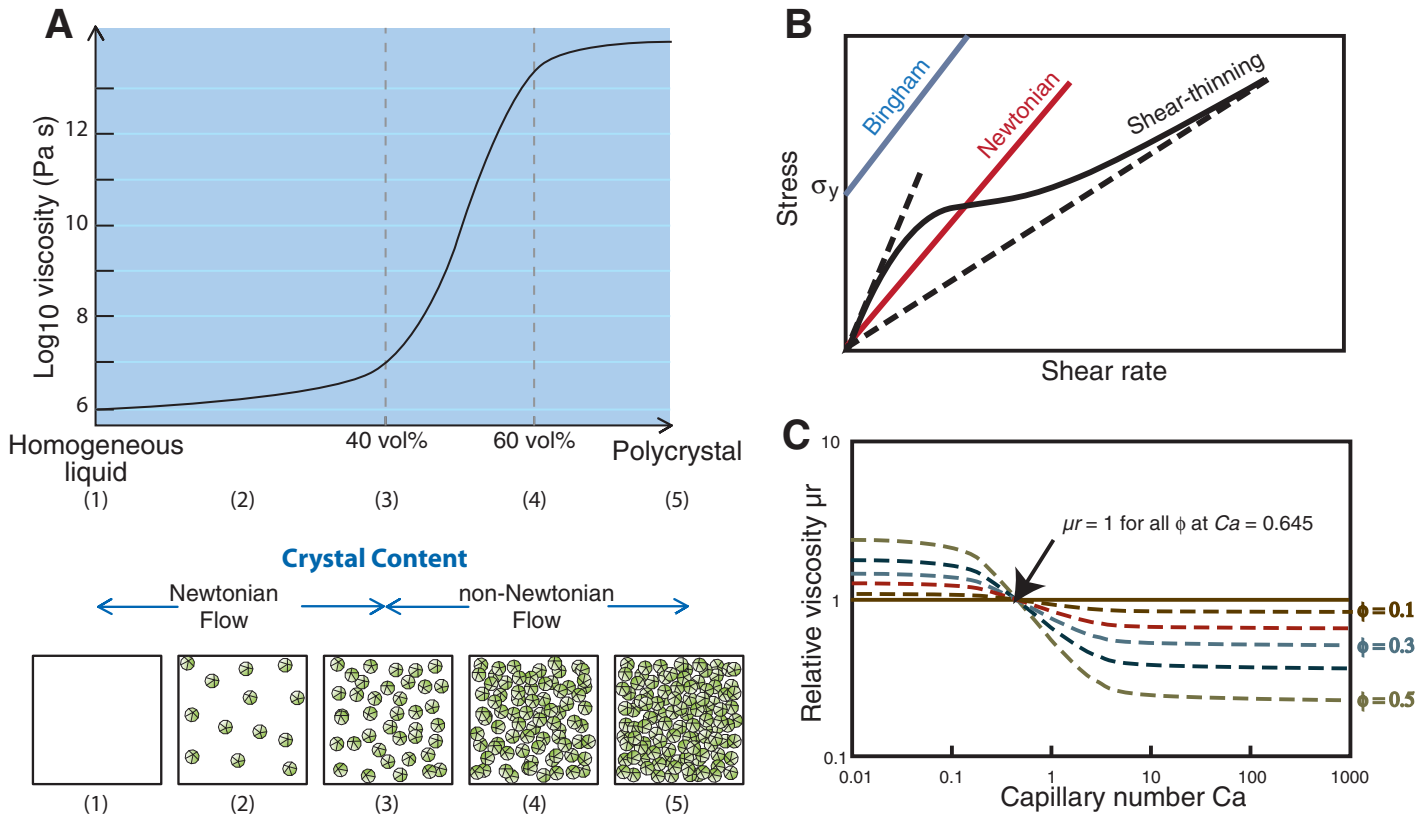 A
Log10 viscosity (Pa s)
12
10
8
6
Homogeneous
liquid
40 vol%
60 vol%
Polycrystal
(1)
(2)
(3)
(4)
(5)
Crystal Content
Newtonian
Flow
non-Newtonian
Flow
(1)
(2)
(3)
(4)
(5)
B
Stress
σy
Bingham
Newtonian
Shear-thinning
Shear rate
C
Relative viscosity μr
10
1
0.1
μr = 1 for all ϕ at Ca = 0.645
ϕ = 0.1
ϕ = 0.3
ϕ = 0.5
0.01
0.1
1
10
100
1000
Capillary number Ca